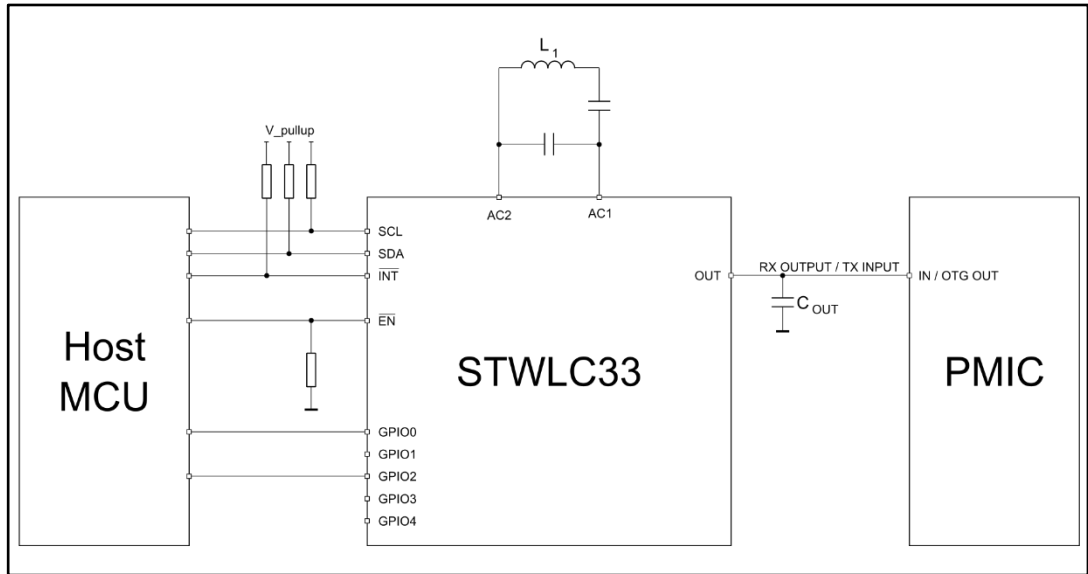 L1
V_pullup
AC2
AC1
SCL
SDA
INT
EN
OUT
RX OUTPUT / TX INPUT
IN / OTG OUT
COUT
Host
MCU
STWLC33
PMIC
GPIO0
GPIO1
GPIO2
GPIO3
GPIO4